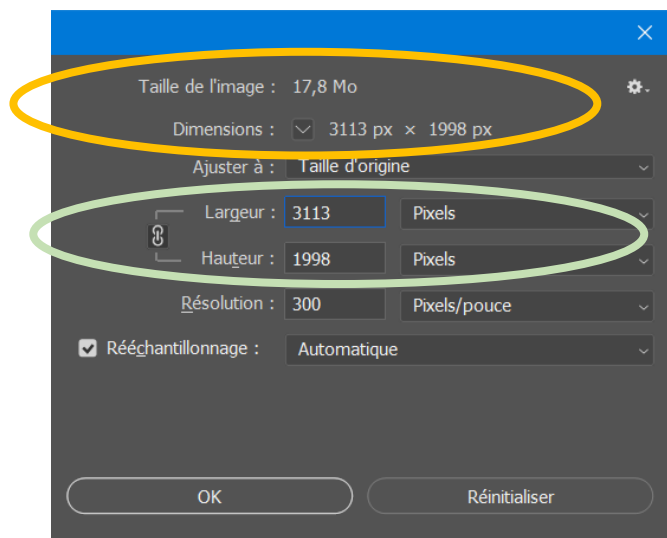 Taille de l'image : 17,8 Mo
Dimensions : 3113 px × 1998 px
Ajuster à : Taille d'origine
Largeur : 3113 Pixels
Hauteur : 1998 Pixels
Résolution : 300 Pixels/pouce
Rééchantillonnage : Automatique
OK Réinitialiser